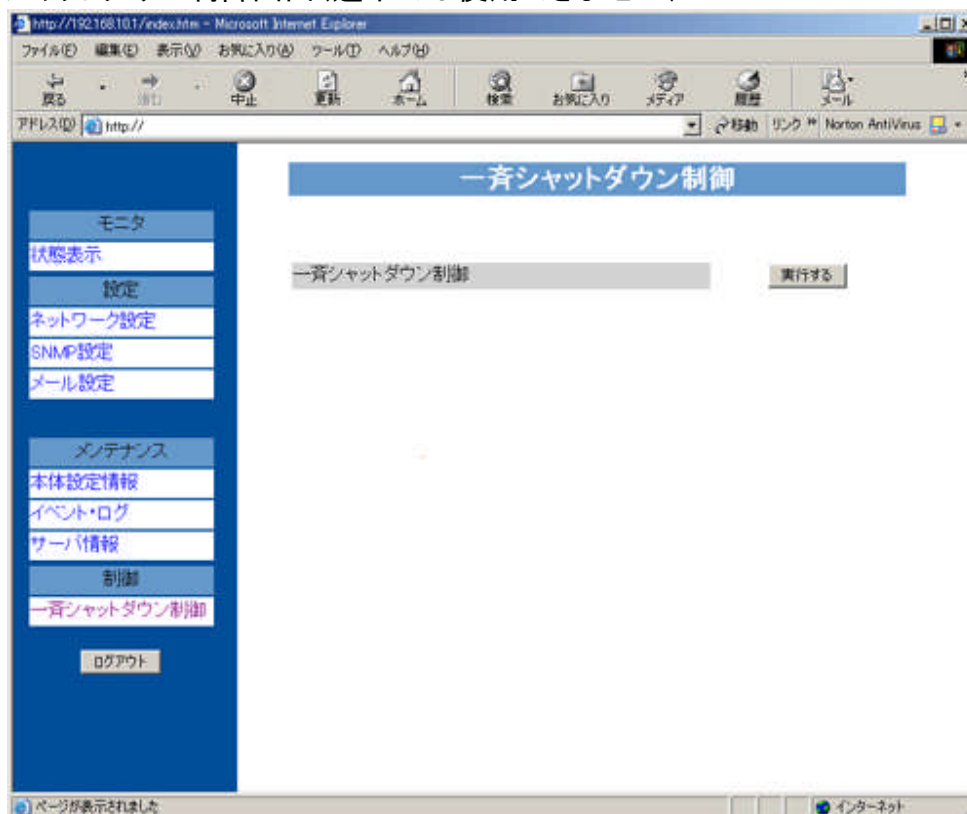 http://192.168.10.1/index.htm - Microsoft Internet Explorer
ファイル(F) 編集(E) 表示(V) お気に入り(A) ツール(T) ヘルプ(H)
戻る 進む 中止 更新 ホーム 検索 お気に入り メディア 履歴 メール
アドレス(D) http:// 移動 リンク » Norton AntiVirus
一斉シャットダウン制御
モニタ
状態表示
設定
ネットワーク設定
SNMP設定
メール設定
メンテナンス
本体設定情報
イベント・ログ
サーバ情報
制御
一斉シャットダウン制御
ログアウト
一斉シャットダウン制御 実行する
ページが表示されました インターネット